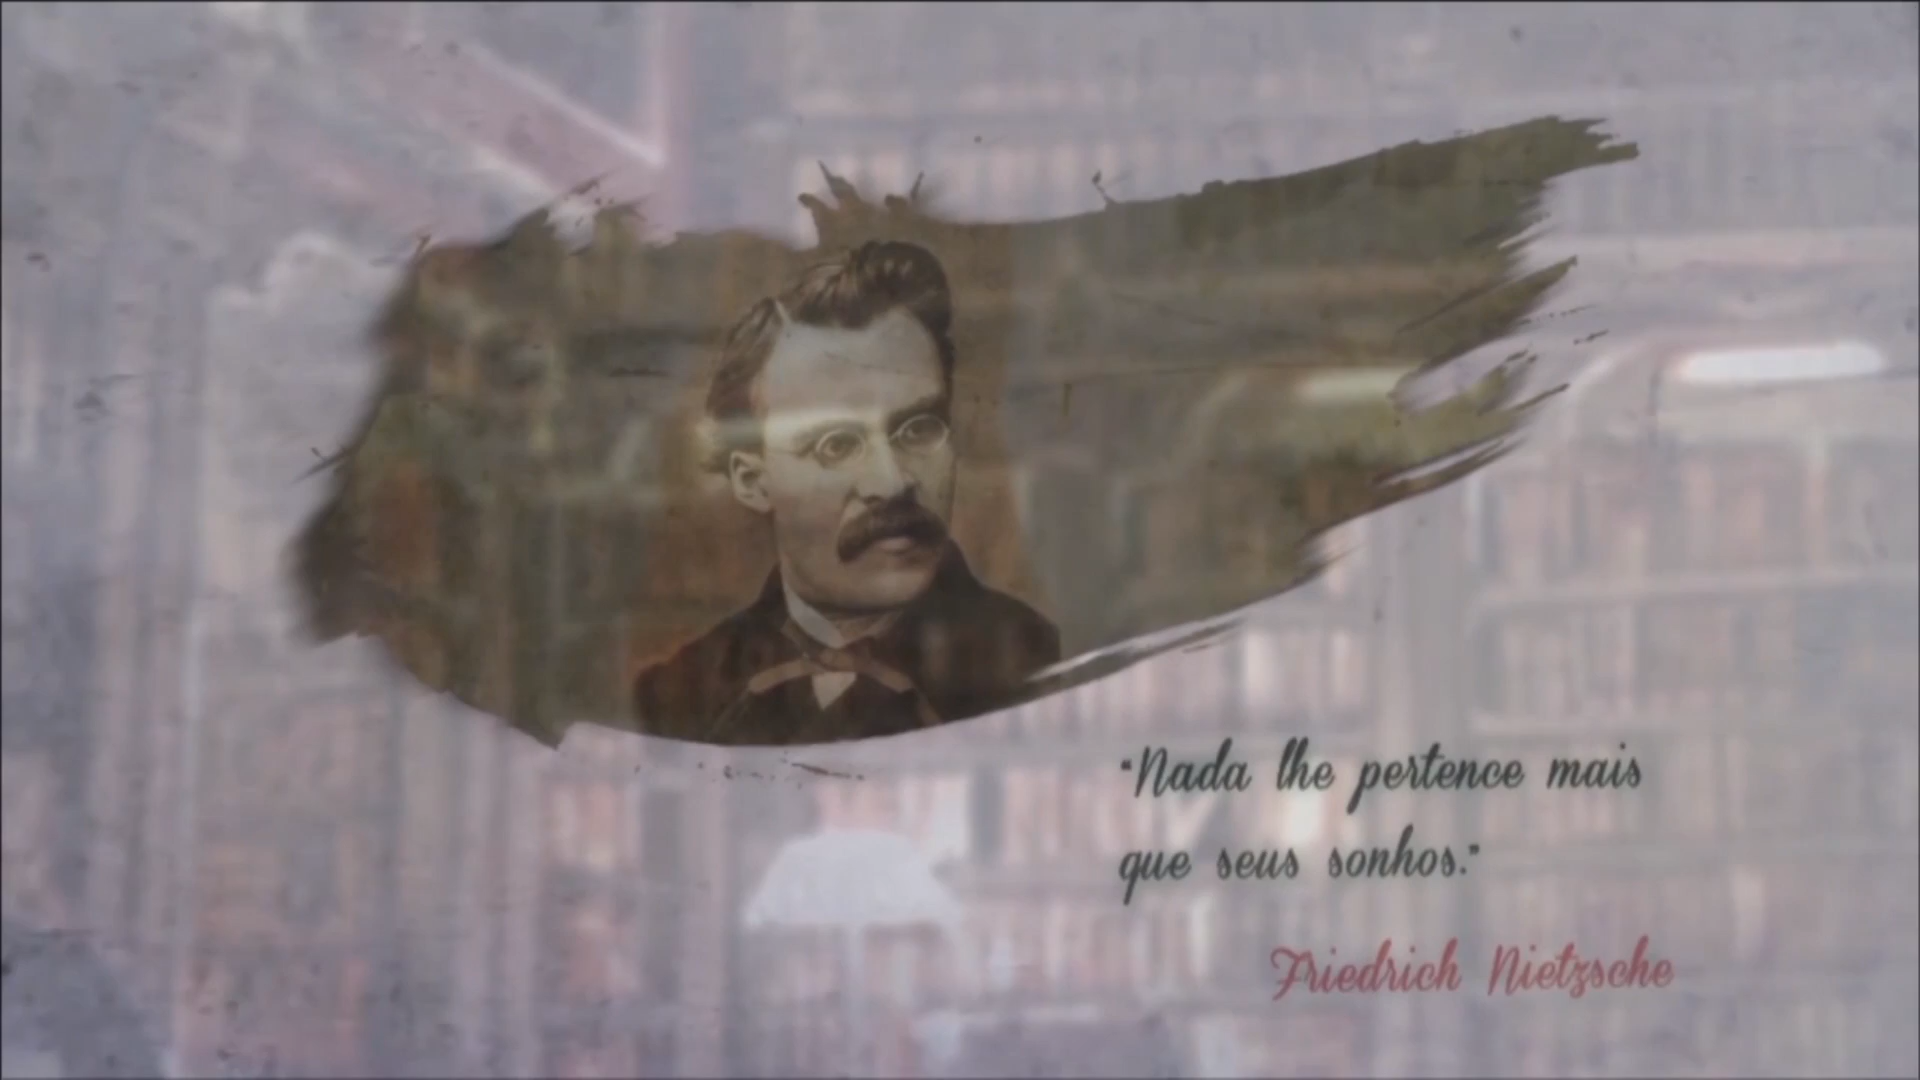 “Nada lhe pertence mais
que seus sonhos.”
Friedrich Nietzsche